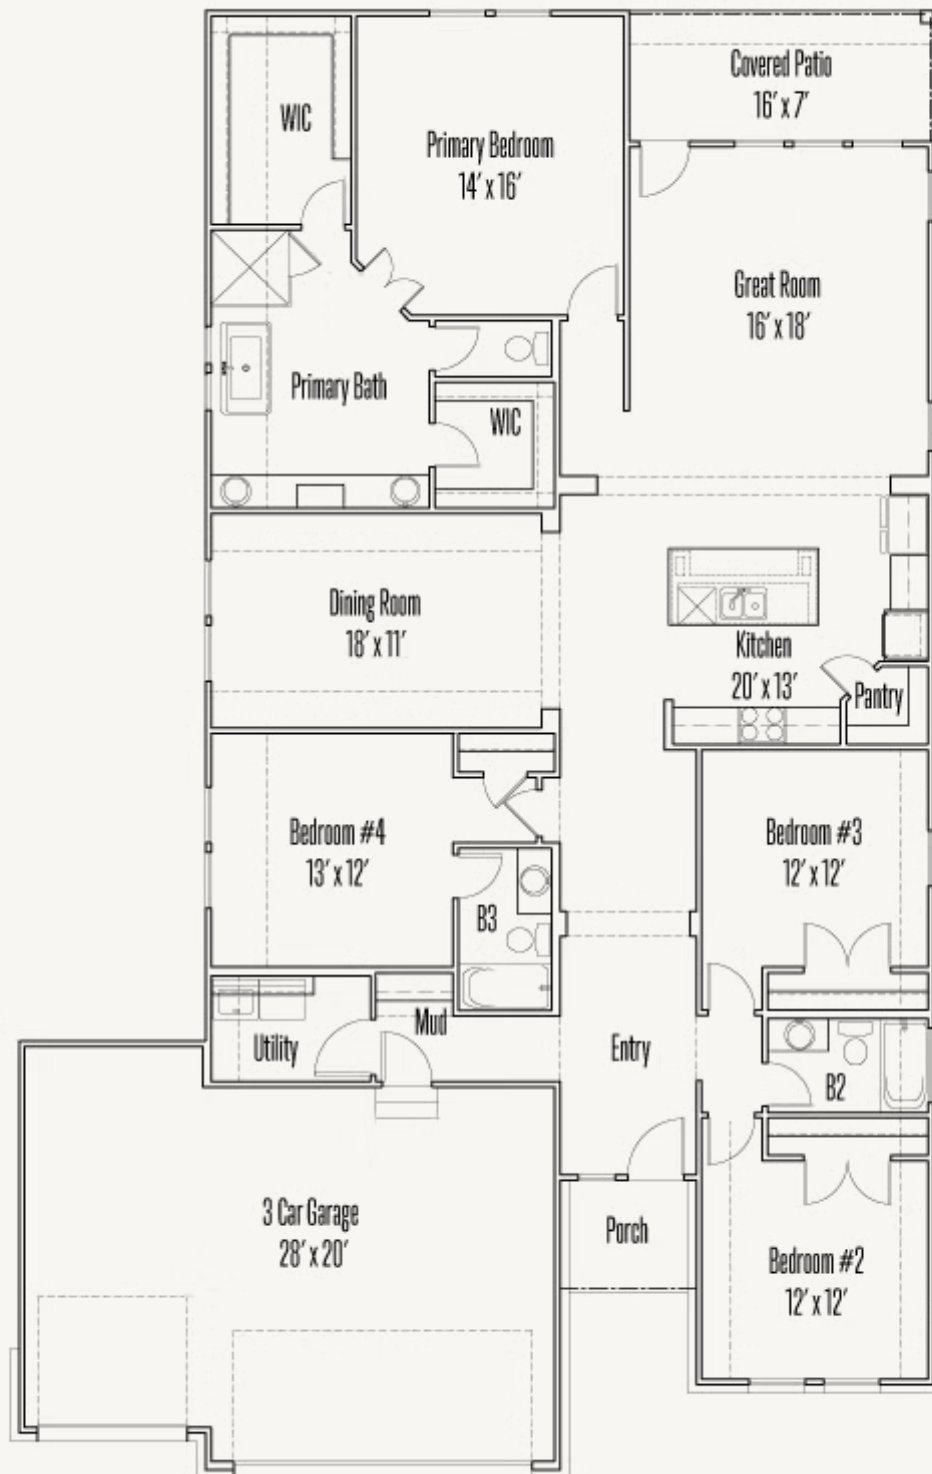 WIC
Primary Bedroom
14' x 16'
Covered Patio
16' x 7'
Great Room
16' x 18'
Primary Bath
WIC
Dining Room
18' x 11'
Kitchen
20' x 13'
Pantry
Bedroom #4
13' x 12'
Bedroom #3
12' x 12'
B3
Utility
Mud
Entry
B2
3 Car Garage
28' x 20'
Porch
Bedroom #2
12' x 12'